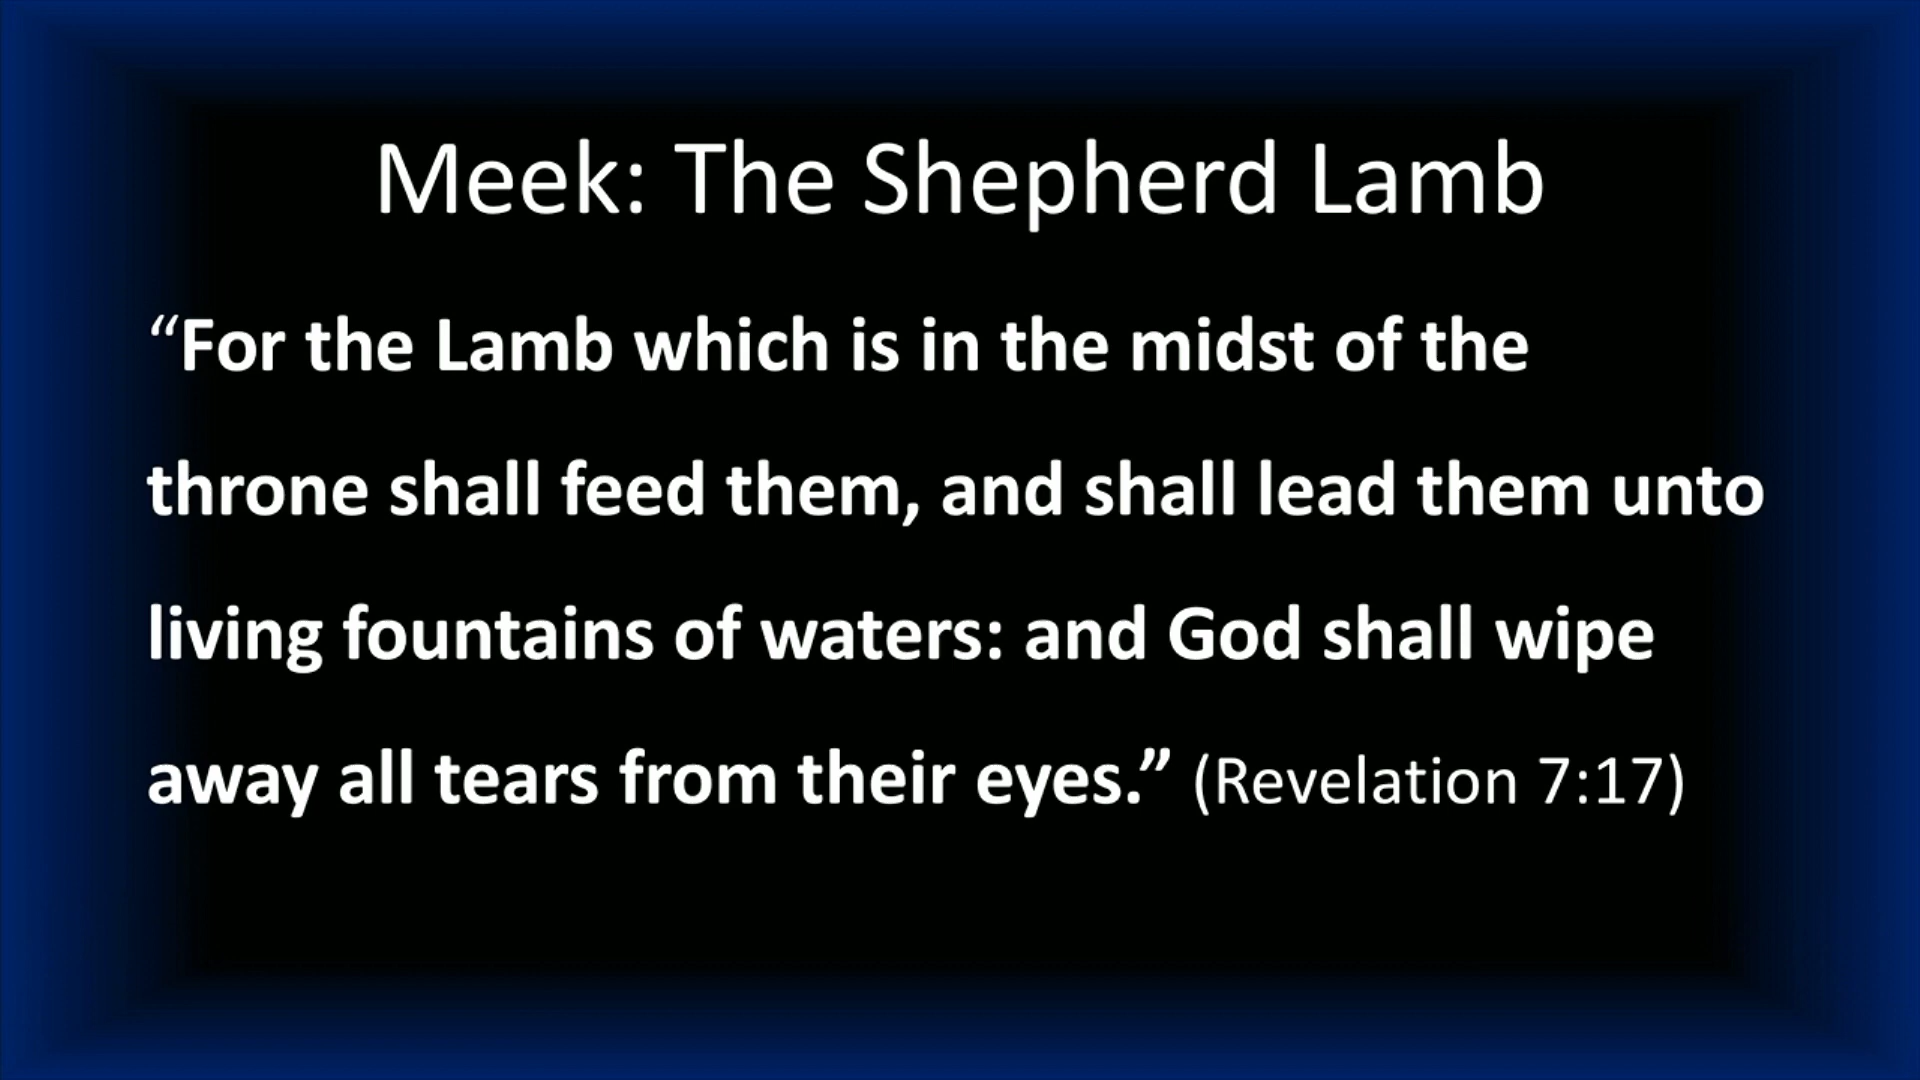 Meek: The Shepherd Lamb
“For the Lamb which is in the midst of the
throne shall feed them, and shall lead them unto
living fountains of waters: and God shall wipe
away all tears from their eyes.” (Revelation 7:17)